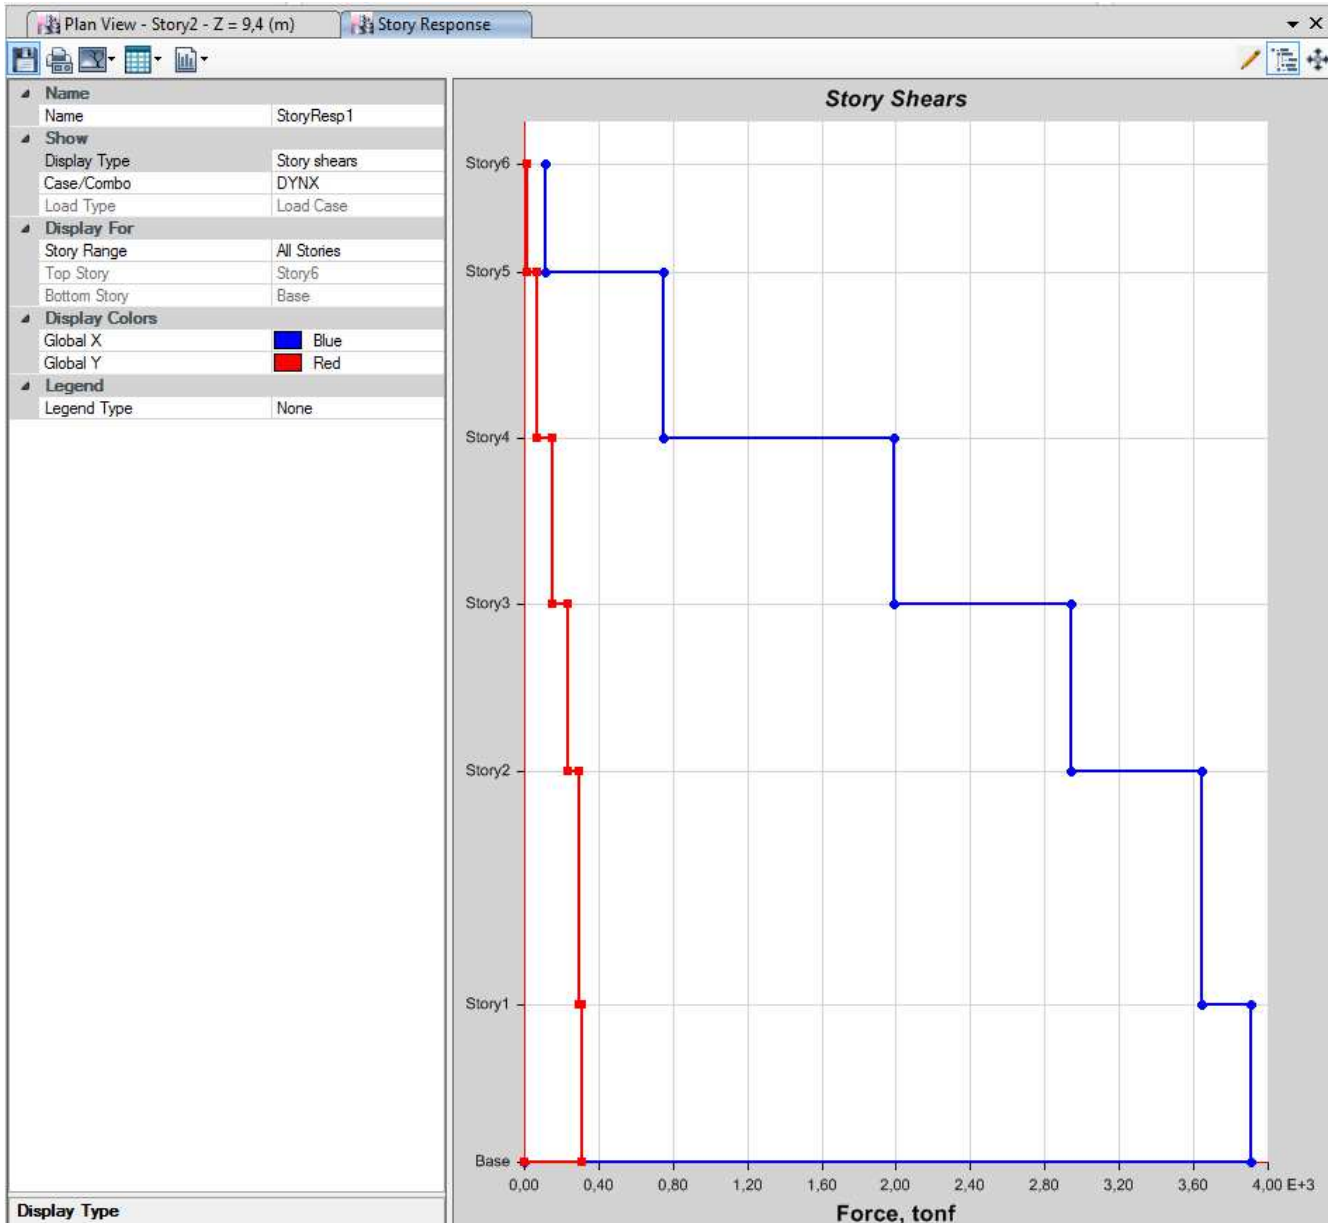 Plan View - Story2 - Z = 9,4 (m)
Story Response
Name
Name StoryResp1
Show
Display Type Story shears
Case/Combo DYNX
Load Type Load Case
Display For
Story Range All Stories
Top Story Story6
Bottom Story Base
Display Colors
Global X Blue
Global Y Red
Legend
Legend Type None
Display Type
Story Shears
Story6
Story5
Story4
Story3
Story2
Story1
Base
0,00 0,40 0,80 1,20 1,60 2,00 2,40 2,80 3,20 3,60 4,00 E+3
Force, tonf